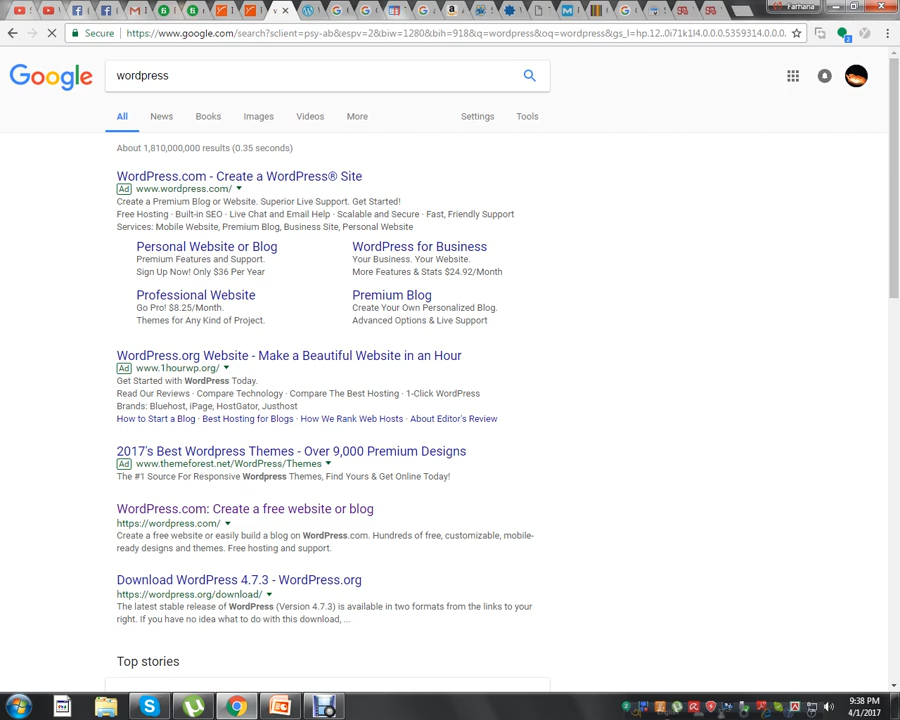 Farhana
Secure
https://www.google.com/search?client=psy-ab&espv=2&biw=1280&bih=918&q=wordpress&oq=wordpress&gs_l=hp.12..0i71k1l4.0.0.0.5359314.0.0.0.
2
Google
wordpress
All News Books Images Videos More Settings Tools
About 1,810,000,000 results (0.35 seconds)
WordPress.com - Create a WordPress® Site
Ad www.wordpress.com/
Create a Premium Blog or Website. Superior Live Support. Get Started!
Free Hosting · Built-in SEO · Live Chat and Email Help · Scalable and Secure · Fast, Friendly Support
Services: Mobile Website, Premium Blog, Business Site, Personal Website
Personal Website or Blog
Premium Features and Support.
Sign Up Now! Only $36 Per Year
WordPress for Business
Your Business. Your Website.
More Features & Stats $24.92/Month
Professional Website
Go Pro! $8.25/Month.
Themes for Any Kind of Project.
Premium Blog
Create Your Own Personalized Blog.
Advanced Options & Live Support
WordPress.org Website - Make a Beautiful Website in an Hour
Ad www.1hourwp.org/
Get Started with WordPress Today.
Read Our Reviews · Compare Technology · Compare The Best Hosting · 1-Click WordPress
Brands: Bluehost, iPage, HostGator, Justhost
How to Start a Blog · Best Hosting for Blogs · How We Rank Web Hosts · About Editor's Review
2017's Best Wordpress Themes - Over 9,000 Premium Designs
Ad www.themeforest.net/WordPress/Themes
The #1 Source For Responsive Wordpress Themes, Find Yours & Get Online Today!
WordPress.com: Create a free website or blog
https://wordpress.com/
Create a free website or easily build a blog on WordPress.com. Hundreds of free, customizable, mobile-
ready designs and themes. Free hosting and support.
Download WordPress 4.7.3 - WordPress.org
https://wordpress.org/download/
The latest stable release of WordPress (Version 4.7.3) is available in two formats from the links to your
right. If you have no idea what to do with this download, ...
Top stories
9:38 PM
4/1/2017